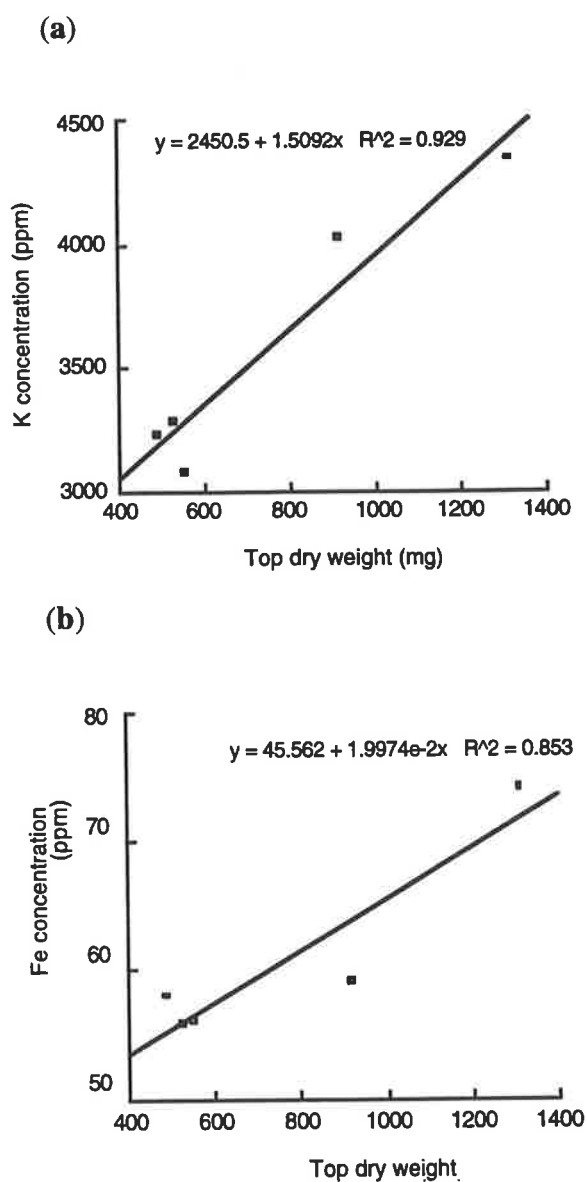 (a)
4500
y = 2450.5 + 1.5092x R^2 = 0.929
4000
K concentration (ppm)
3500
3000
400 600 800 1000 1200 1400
Top dry weight (mg)
(b)
80
y = 45.562 + 1.9974e-2x R^2 = 0.853
70
Fe concentration
(ppm)
60
50
400 600 800 1000 1200 1400
Top dry weight